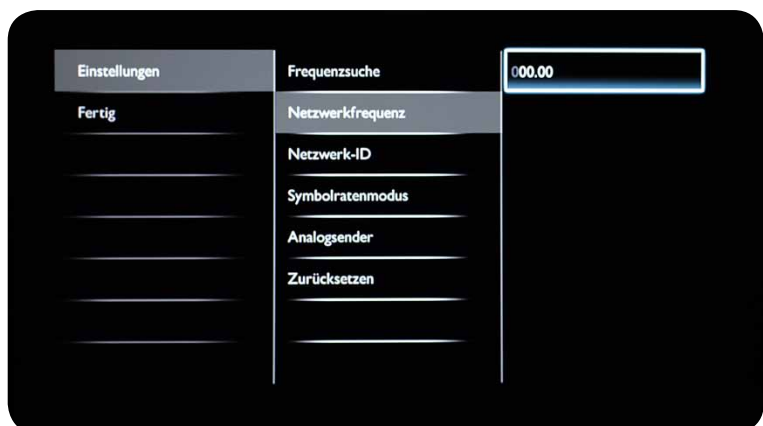 Einstellungen
Fertig
Frequenzsuche
Netzwerkfrequenz
Netzwerk-ID
Symbolratenmodus
Analogsender
Zurücksetzen
000.00